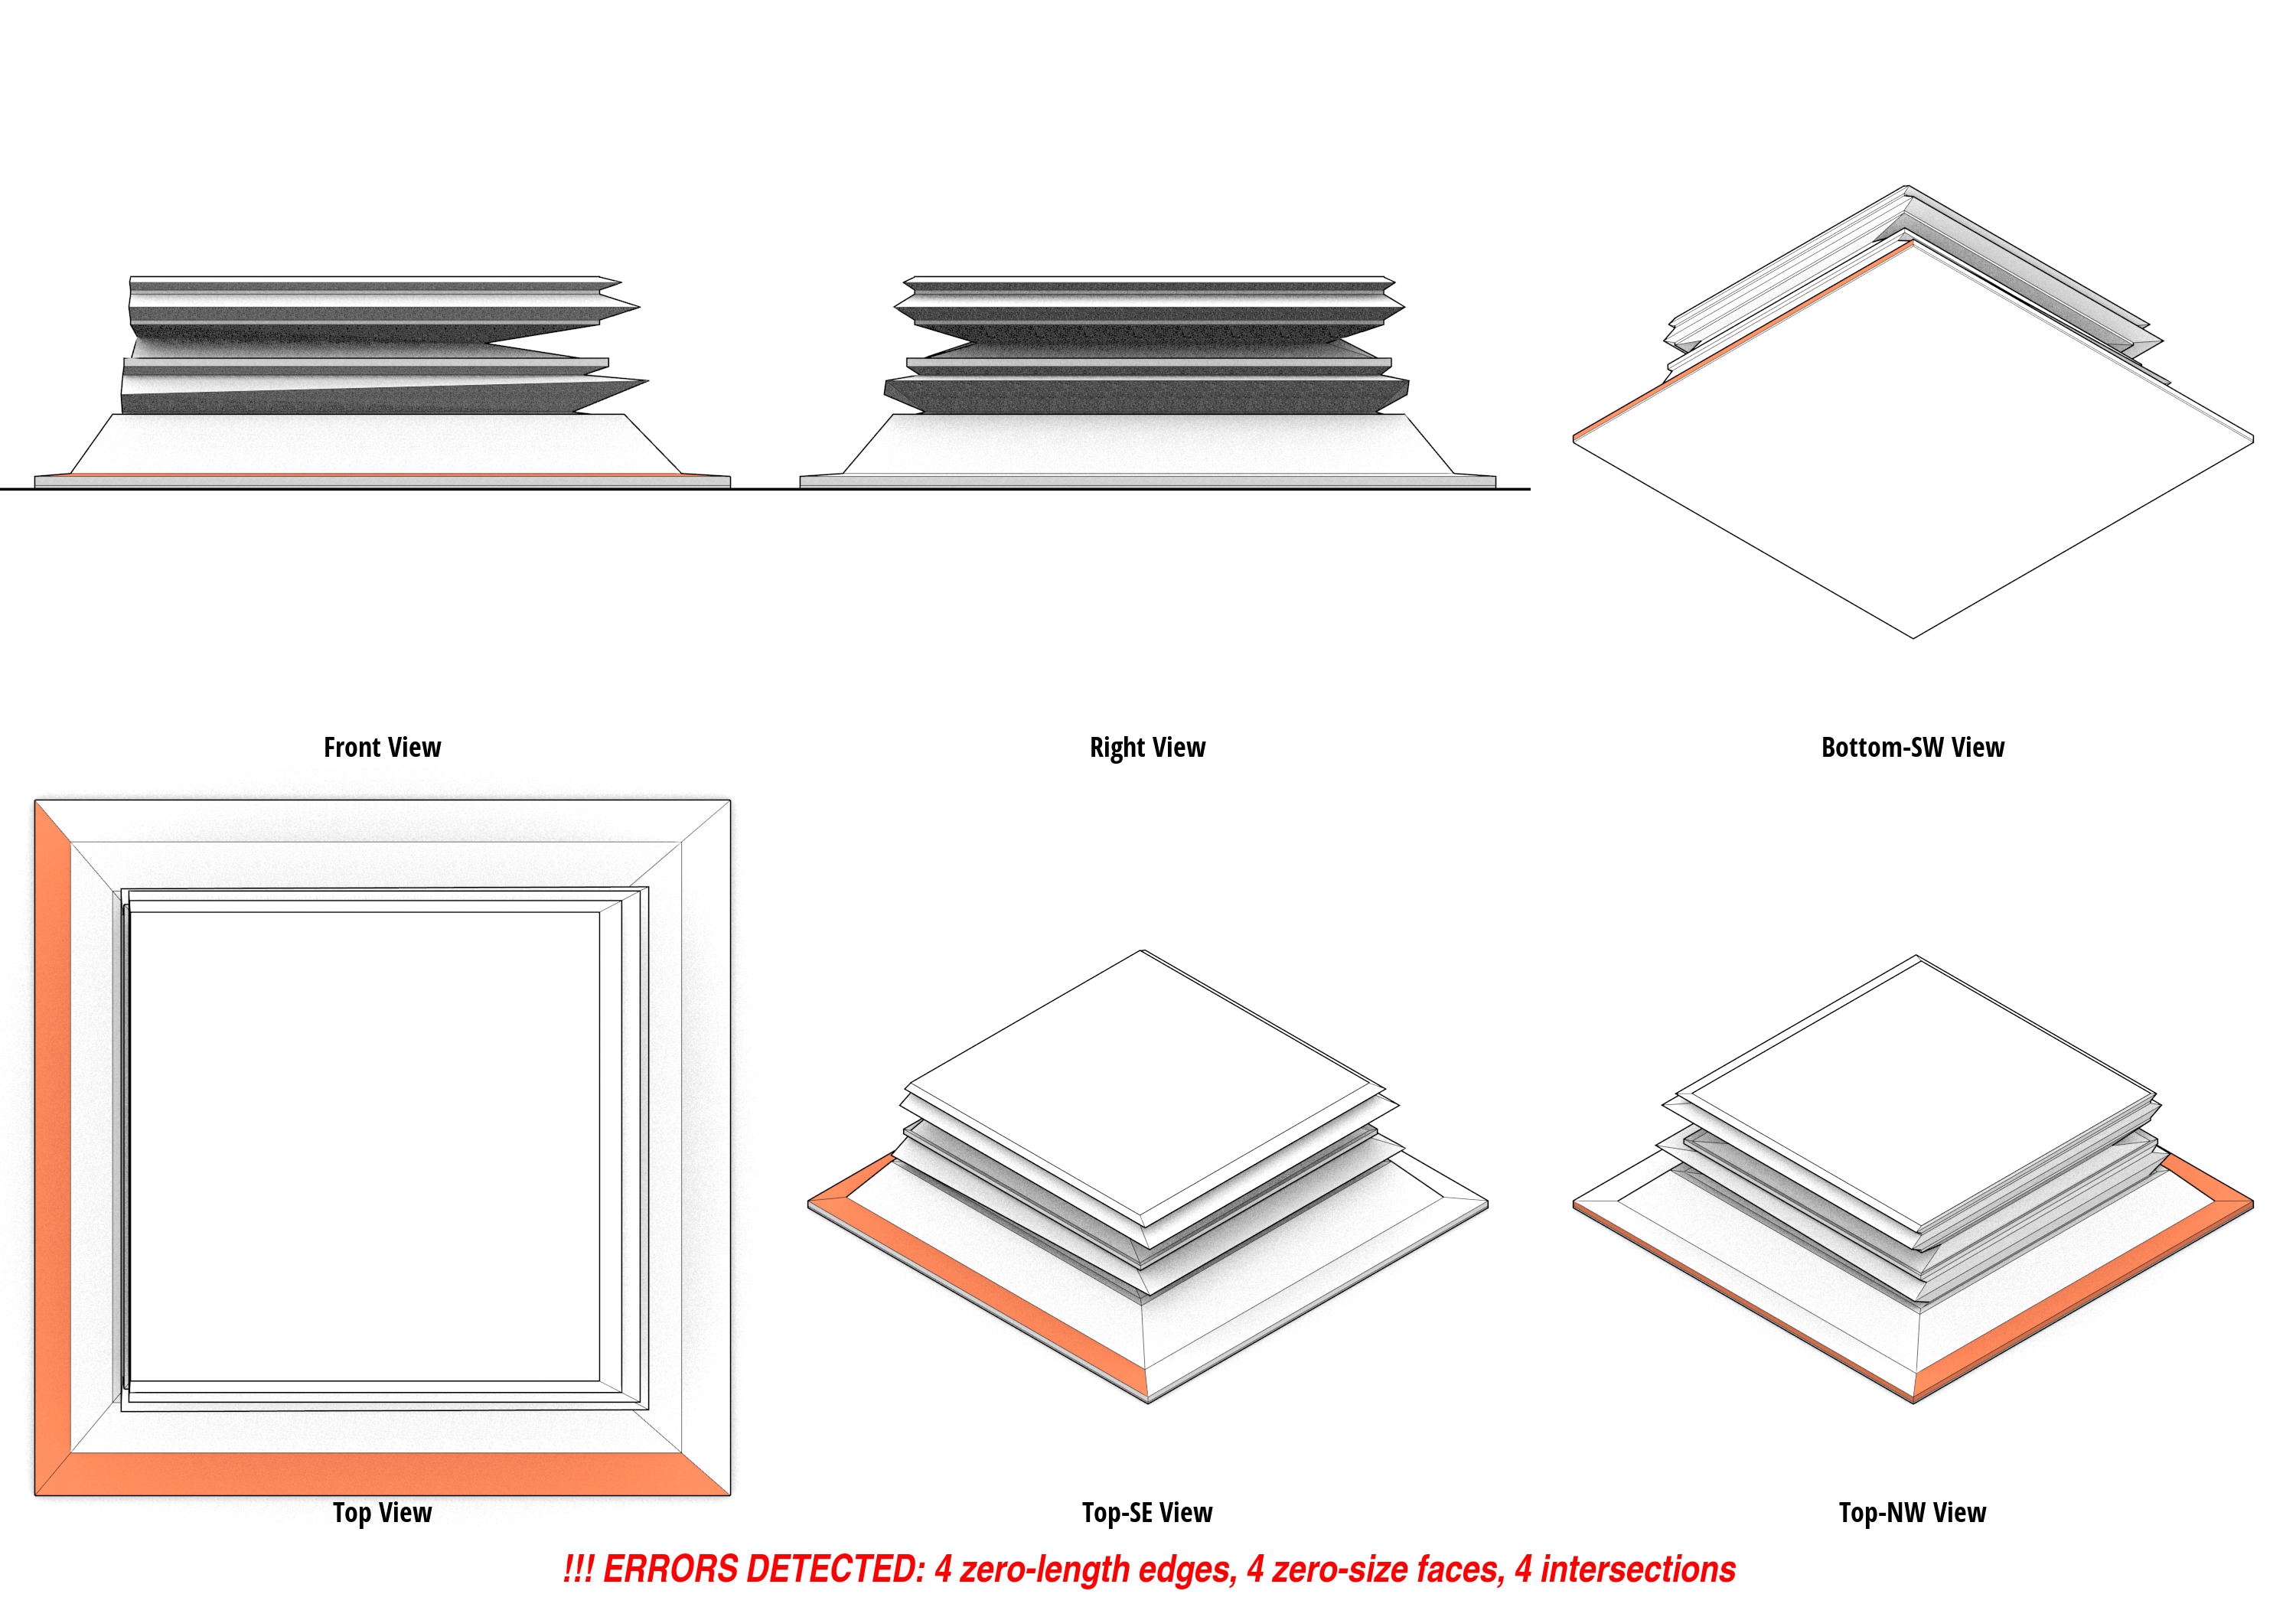 Front View
Right View
Bottom-SW View
Top View
Top-SE View
Top-NW View
!!! ERRORS DETECTED: 4 zero-length edges, 4 zero-size faces, 4 intersections